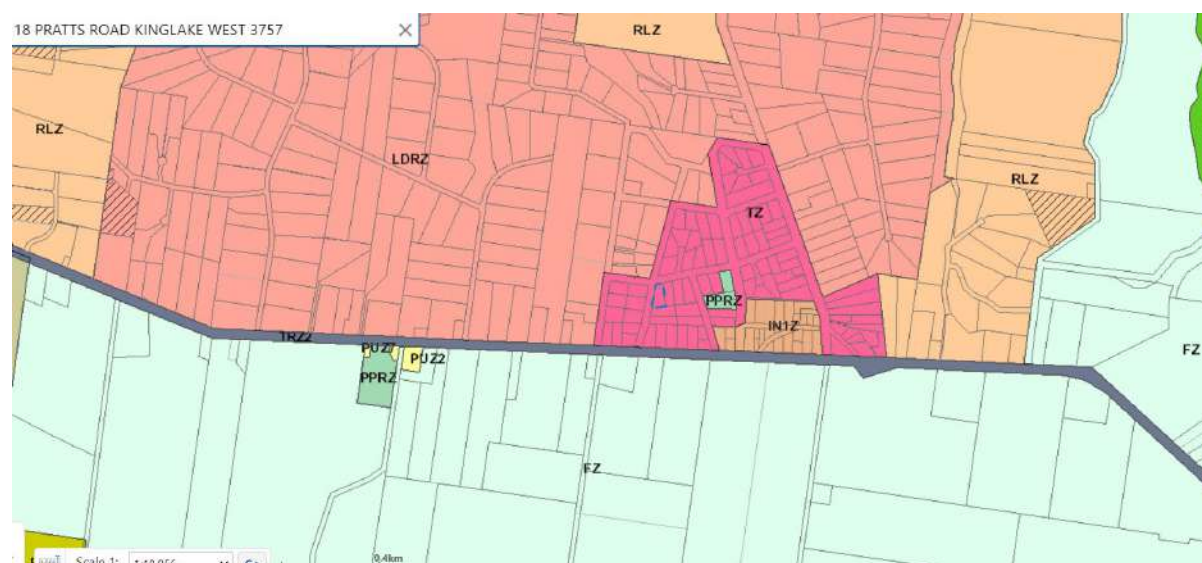 18 PRATTS ROAD KINGLAKE WEST 3757
RLZ
RLZ
LDRZ
RLZ
TZ
PPRZ
IN1Z
TRZ2
PUZ7
PUZ2
FZ
PPRZ
FZ
0.4km
Scale 1: